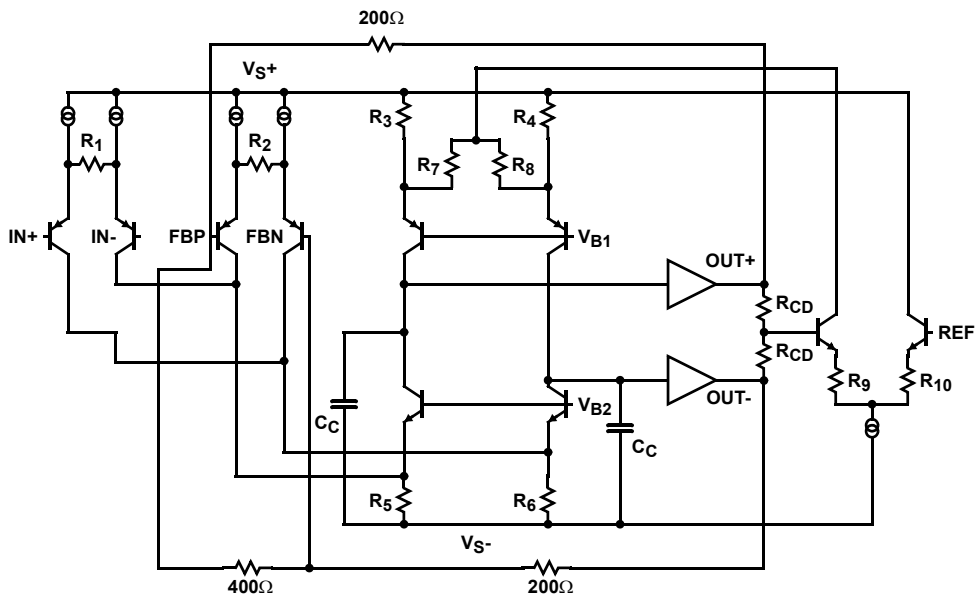 200Ω
VS+
R3
R4
R1
R2
R7
R8
IN+
IN-
FBP
FBN
VB1
OUT+
RCD
REF
RCD
R9
R10
VB2
OUT-
CC
CC
R5
R6
VS-
400Ω
200Ω